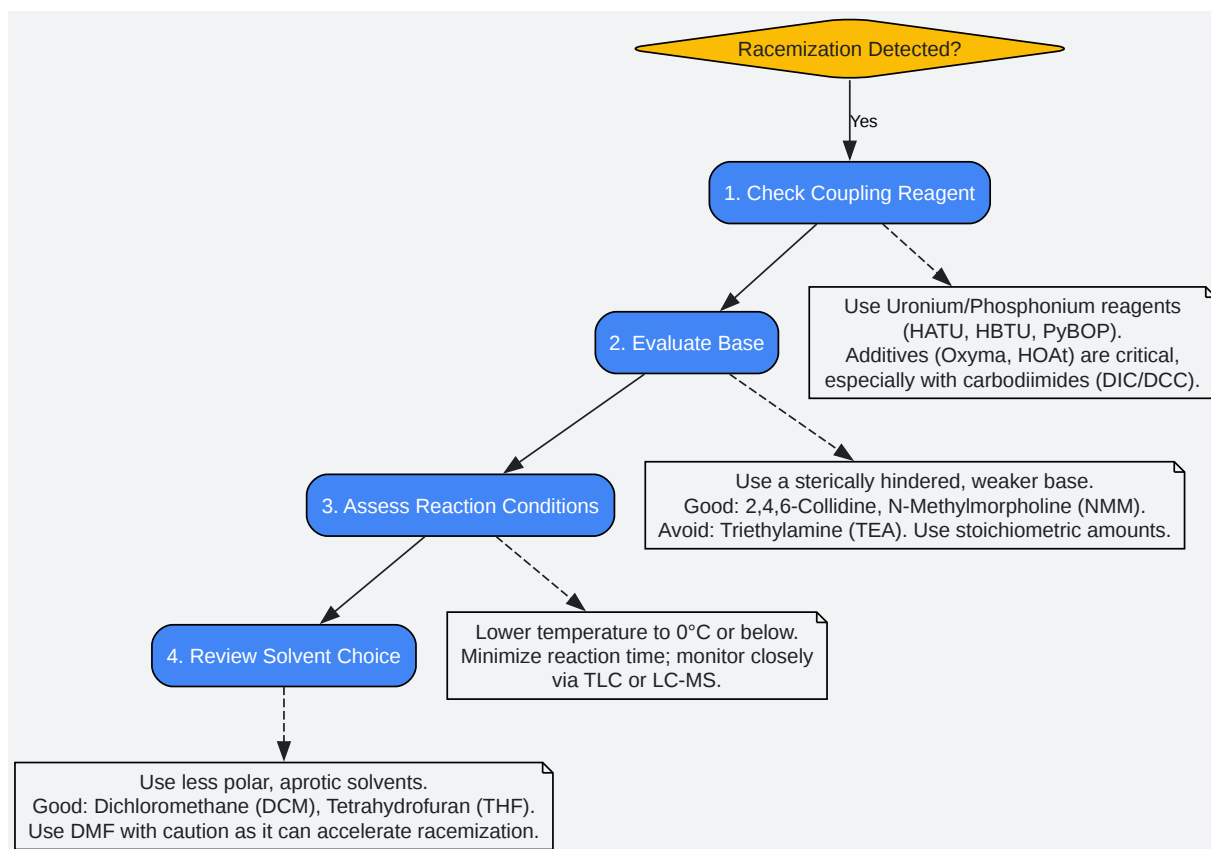 Racemization Detected?
Yes
1. Check Coupling Reagent
Use Uronium/Phosphonium reagents
(HATU, HBTU, PyBOP).
Additives (Oxyma, HOAt) are critical,
especially with carbodiimides (DIC/DCC).
2. Evaluate Base
Use a sterically hindered, weaker base.
Good: 2,4,6-Collidine, N-Methylmorpholine (NMM).
Avoid: Triethylamine (TEA). Use stoichiometric amounts.
3. Assess Reaction Conditions
Lower temperature to 0°C or below.
Minimize reaction time; monitor closely
via TLC or LC-MS.
4. Review Solvent Choice
Use less polar, aprotic solvents.
Good: Dichloromethane (DCM), Tetrahydrofuran (THF).
Use DMF with caution as it can accelerate racemization.